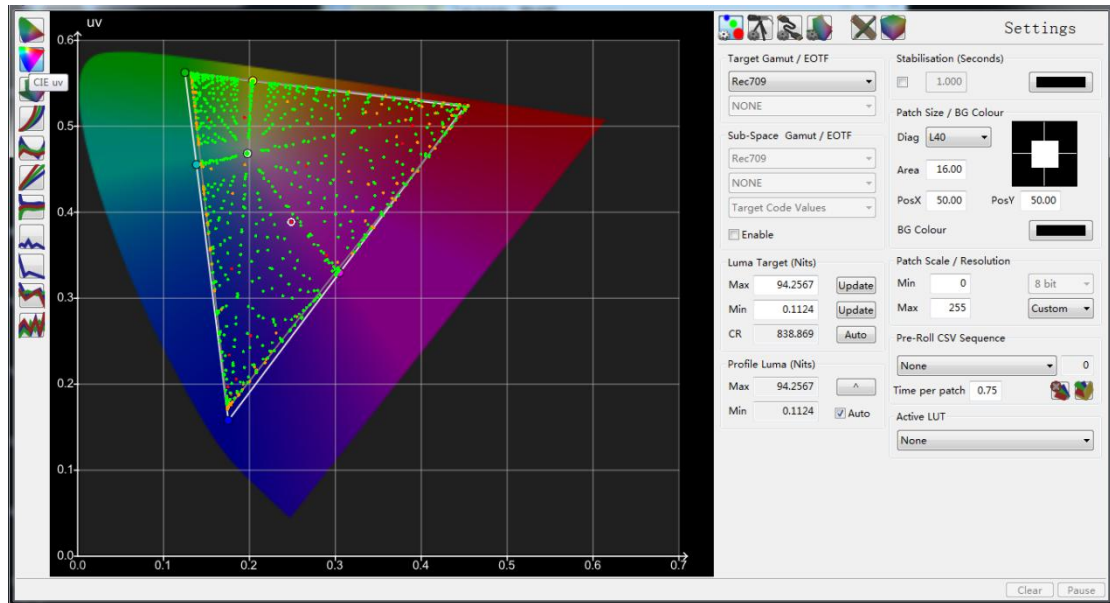 uv
0.6
0.5
0.4
0.3
0.2
0.1
0.0
0.0 0.1 0.2 0.3 0.4 0.5 0.6 0.7
CIE uv
Settings
Target Gamut / EOTF
Rec709
NONE
Sub-Space Gamut / EOTF
Rec709
NONE
Target Code Values
Enable
Luma Target (Nits)
Max 94.2567 Update
Min 0.1124 Update
CR 838.869 Auto
Profile Luma (Nits)
Max 94.2567 ^
Min 0.1124 Auto
Stabilisation (Seconds)
1.000
Patch Size / BG Colour
Diag L40
Area 16.00
PosX 50.00 PosY 50.00
BG Colour
Patch Scale / Resolution
Min 0 8 bit
Max 255 Custom
Pre-Roll CSV Sequence
None 0
Time per patch 0.75
Active LUT
None
Clear Pause